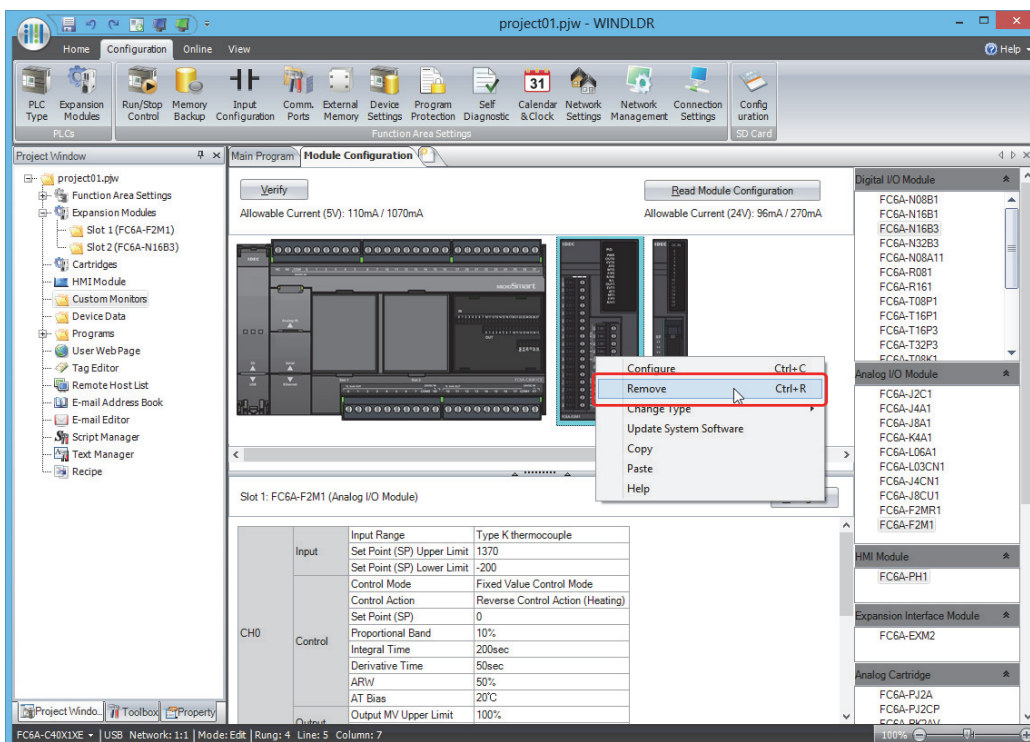 project01.pjw - WINDLDR
Home Configuration Online View
Help
PLC Type
Expansion Modules
Run/Stop Control
Memory Backup
Input Configuration
Comm. Ports
External Memory
Device Settings
Program Protection
Self Diagnostic
31
Calendar & Clock
Network Settings
Network Management
Connection Settings
Config uration
PLCs
Function Area Settings
SD Card
Project Window
project01.pjw
Function Area Settings
Expansion Modules
Slot 1 (FC6A-F2M1)
Slot 2 (FC6A-N16B3)
Cartridges
HMI Module
Custom Monitors
Device Data
Programs
User Web Page
Tag Editor
Remote Host List
E-mail Address Book
E-mail Editor
Script Manager
Text Manager
Recipe
Project Windo..
Toolbox
Property
Main Program
Module Configuration
Verify
Read Module Configuration
Allowable Current (5V): 110mA / 1070mA
Allowable Current (24V): 96mA / 270mA
MICROSmart
Configure Ctrl+C
Remove Ctrl+R
Change Type
Update System Software
Copy
Paste
Help
Slot 1: FC6A-F2M1 (Analog I/O Module)
CH0
Input
Input Range Type K thermocouple
Set Point (SP) Upper Limit 1370
Set Point (SP) Lower Limit -200
Control
Control Mode Fixed Value Control Mode
Control Action Reverse Control Action (Heating)
Set Point (SP) 0
Proportional Band 10%
Integral Time 200sec
Derivative Time 50sec
ARW 50%
AT Bias 20℃
Output
Output MV Upper Limit 100%
Digital I/O Module
FC6A-N08B1
FC6A-N16B1
FC6A-N16B3
FC6A-N32B3
FC6A-N08A11
FC6A-R081
FC6A-R161
FC6A-T08P1
FC6A-T16P1
FC6A-T16P3
FC6A-T32P3
FC6A-T08K1
Analog I/O Module
FC6A-J2C1
FC6A-J4A1
FC6A-J8A1
FC6A-K4A1
FC6A-L06A1
FC6A-L03CN1
FC6A-J4CN1
FC6A-J8CU1
FC6A-F2MR1
FC6A-F2M1
HMI Module
FC6A-PH1
Expansion Interface Module
FC6A-EXM2
Analog Cartridge
FC6A-PJ2A
FC6A-PJ2CP
FC6A-PK2AV
FC6A-C40X1XE USB Network: 1:1 Mode: Edit Rung: 4 Line: 5 Column: 7
100%